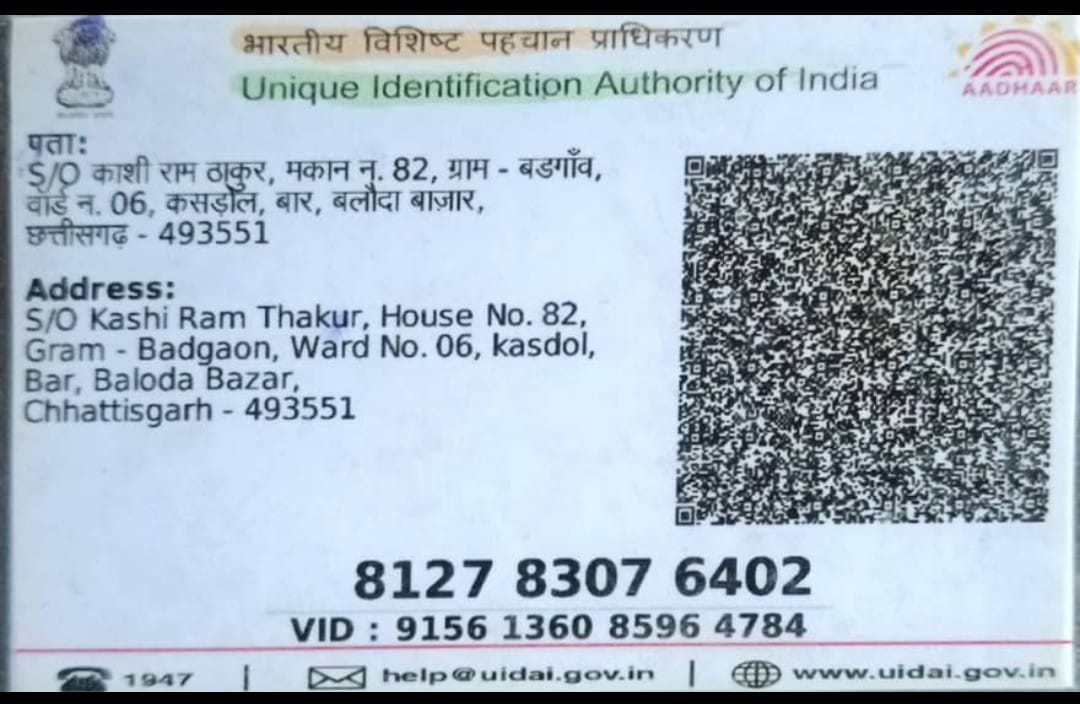 भारतीय विशिष्ट पहचान प्राधिकरण
Unique Identification Authority of India
AADHAAR
पता:
S/O काशी राम ठाकुर, मकान न. 82, ग्राम - बडगाँव,
वार्ड न. 06, कसडोल, बार, बलौदा बाज़ार,
छत्तीसगढ़ - 493551
Address:
S/O Kashi Ram Thakur, House No. 82,
Gram - Badgaon, Ward No. 06, kasdol,
Bar, Baloda Bazar,
Chhattisgarh - 493551
8127 8307 6402
VID : 9156 1360 8596 4784
1947 | help@uidai.gov.in | www.uidai.gov.in